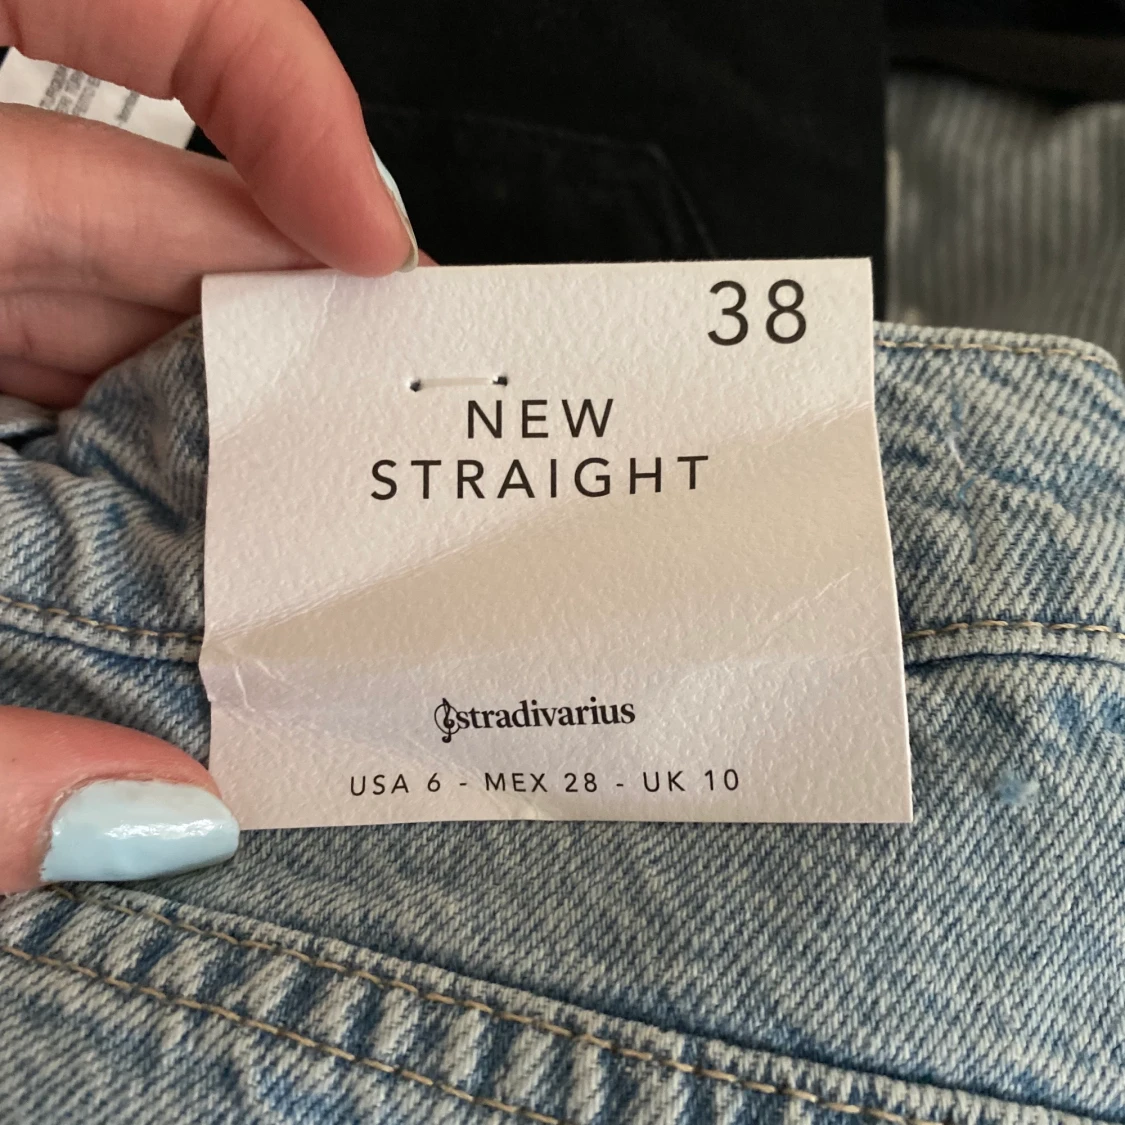 38
NEW
STRAIGHT
stradivarius
USA 6 - MEX 28 - UK 10